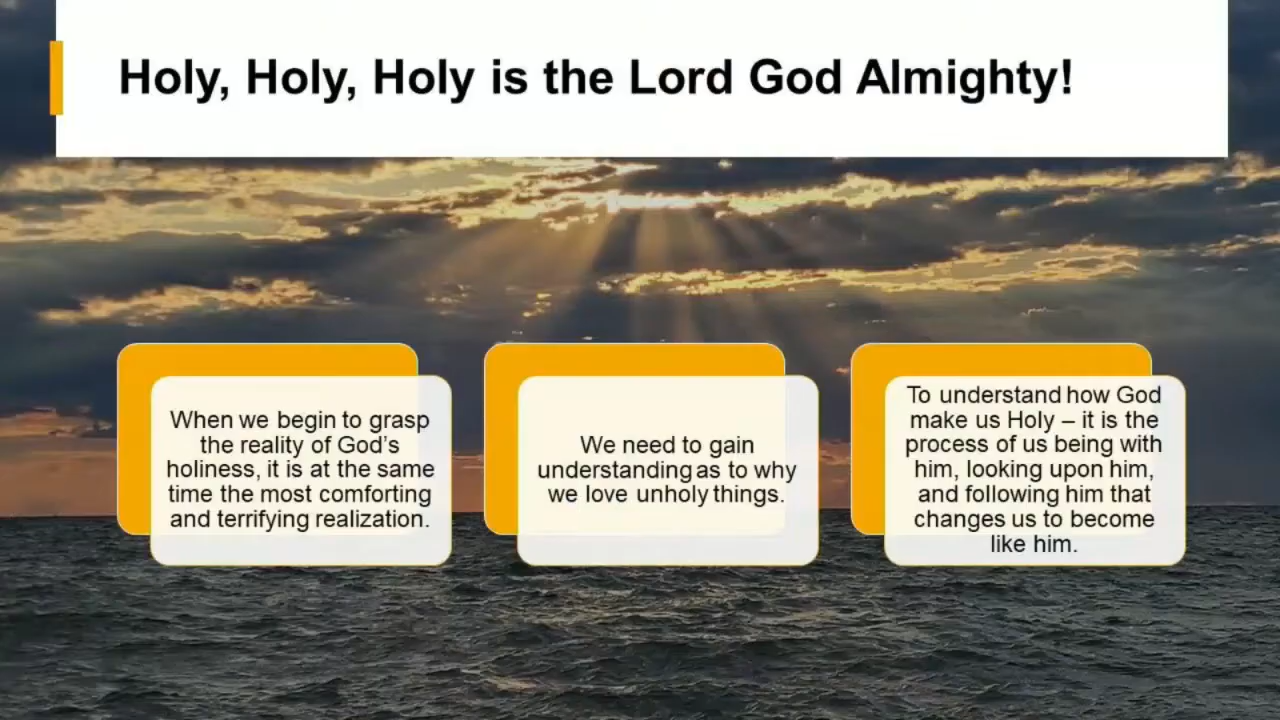 Holy, Holy, Holy is the Lord God Almighty!
When we begin to grasp
the reality of God's
holiness, it is at the same
time the most comforting
and terrifying realization.
We need to gain
understanding as to why
we love unholy things.
To understand how God
make us Holy – it is the
process of us being with
him, looking upon him,
and following him that
changes us to become
like him.